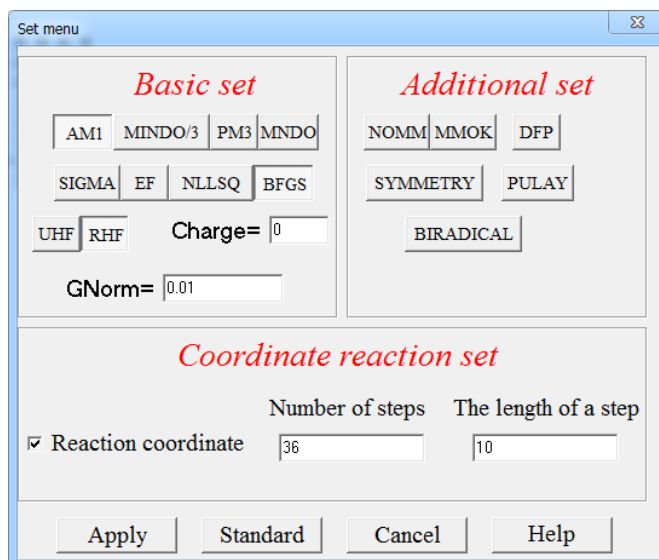 Set menu
Basic set
AM1 MINDO/3 PM3 MNDO
SIGMA EF NLLSQ BFGS
UHF RHF Charge= 0
GNorm= 0.01
Additional set
NOMM MMOK DFP
SYMMETRY PULAY
BIRADICAL
Coordinate reaction set
Number of steps The length of a step
Reaction coordinate 36 10
Apply Standard Cancel Help